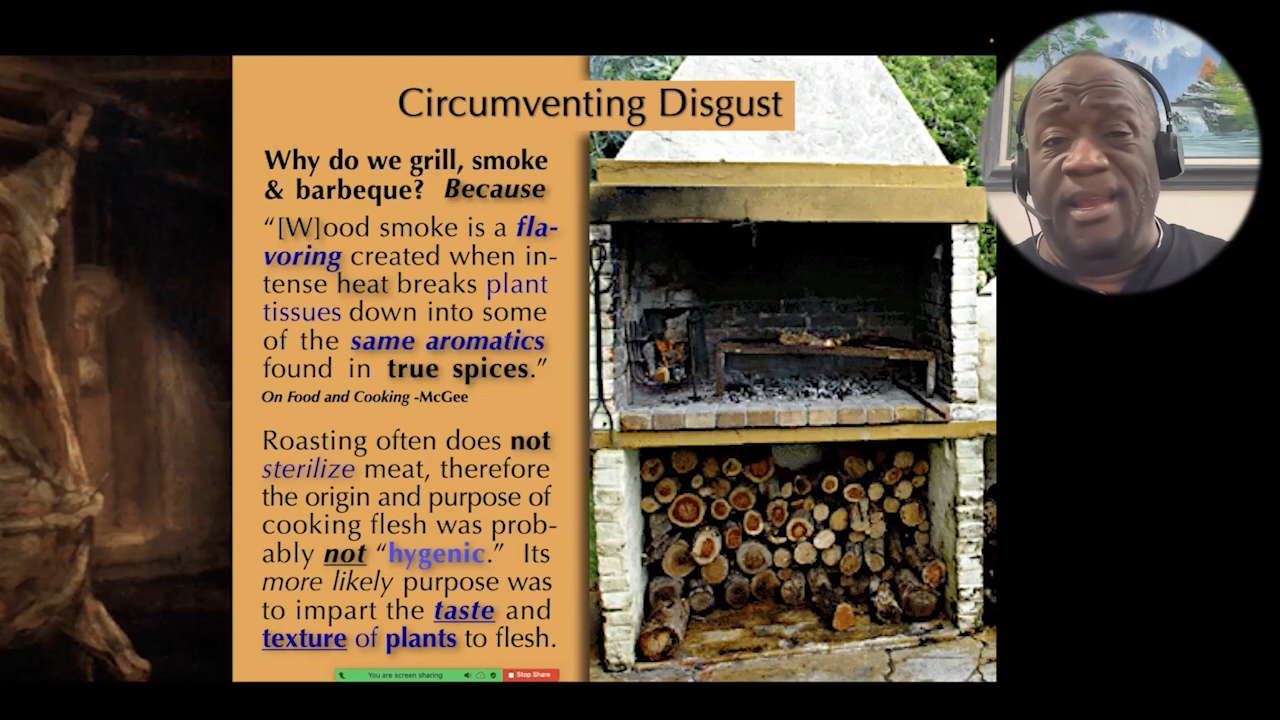 Circumventing Disgust
Why do we grill, smoke
& barbeque? Because
“[W]ood smoke is a fla-
voring created when in-
tense heat breaks plant
tissues down into some
of the same aromatics
found in true spices.”
On Food and Cooking -McGee
Roasting often does not
sterilize meat, therefore
the origin and purpose of
cooking flesh was prob-
ably not “hygenic.” Its
more likely purpose was
to impart the taste and
texture of plants to flesh.
You are screen sharing
Stop Share